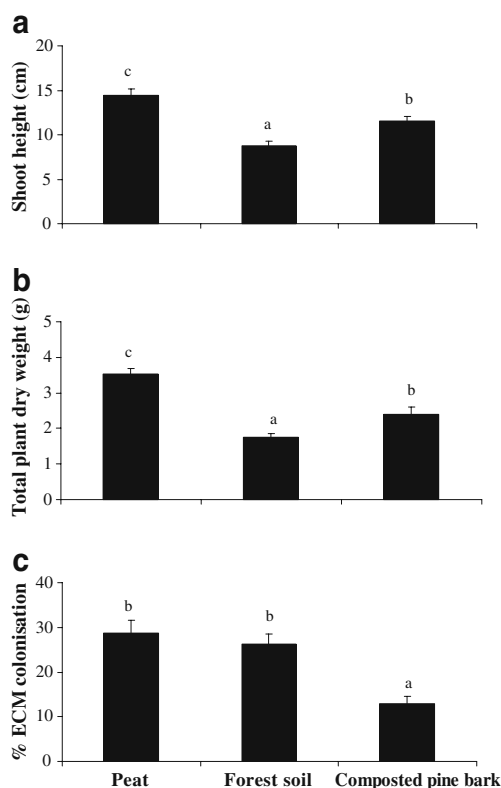 a
Shoot height (cm)
20
15
10
5
0
c
a
b
b
Total plant dry weight (g)
5
4
3
2
1
0
c
a
b
c
% ECM colonisation
40
30
20
10
0
b
b
a
Peat Forest soil Composted pine bark